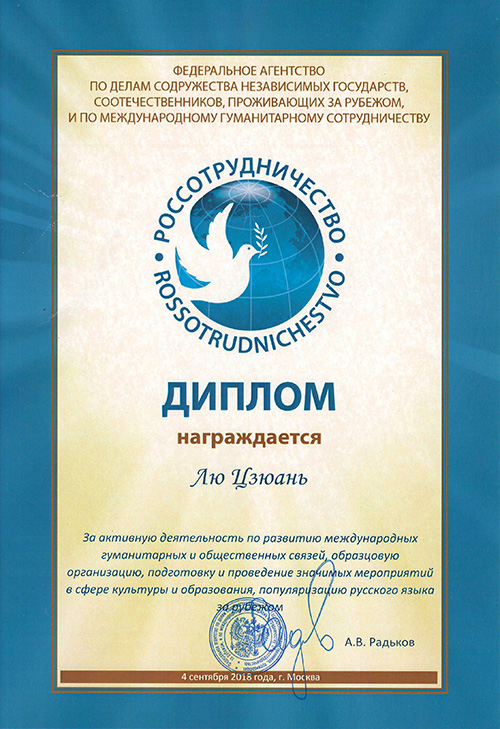 ФЕДЕРАЛЬНОЕ АГЕНТСТВО
ПО ДЕЛАМ СОДРУЖЕСТВА НЕЗАВИСИМЫХ ГОСУДАРСТВ,
СООТЕЧЕСТВЕННИКОВ, ПРОЖИВАЮЩИХ ЗА РУБЕЖОМ,
И ПО МЕЖДУНАРОДНОМУ ГУМАНИТАРНОМУ СОТРУДНИЧЕСТВУ
РОССОТРУДНИЧЕСТВО
ROSSOTRUDNICHESTVO
ДИПЛОМ
награждается
Лю Цзюань
За активную деятельность по развитию международных
гуманитарных и общественных связей, образцовую
организацию, подготовку и проведение значимых мероприятий
в сфере культуры и образования, популяризацию русского языка
за рубежом
А.В. Радьков
4 сентября 2018 года, г. Москва